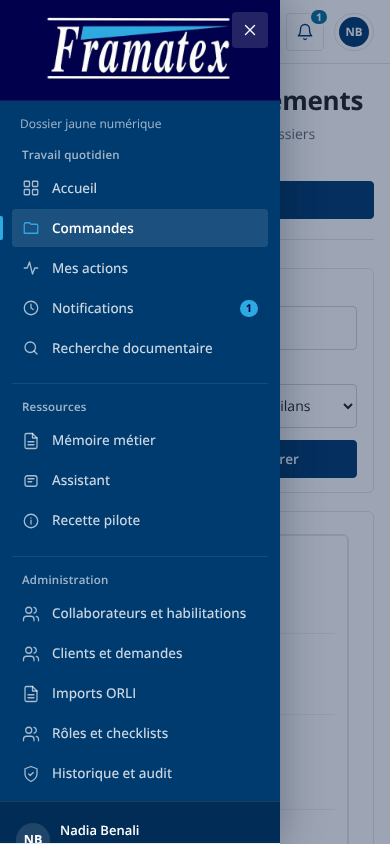 Framatex
1
NB
ements
Dossier jaune numérique
ssiers
Travail quotidien
Accueil
Commandes
Mes actions
Notifications
1
Recherche documentaire
Ressources
ilans
Mémoire métier
rer
Assistant
Recette pilote
Administration
Collaborateurs et habilitations
Clients et demandes
Imports ORLI
Rôles et checklists
Historique et audit
NB
Nadia Benali